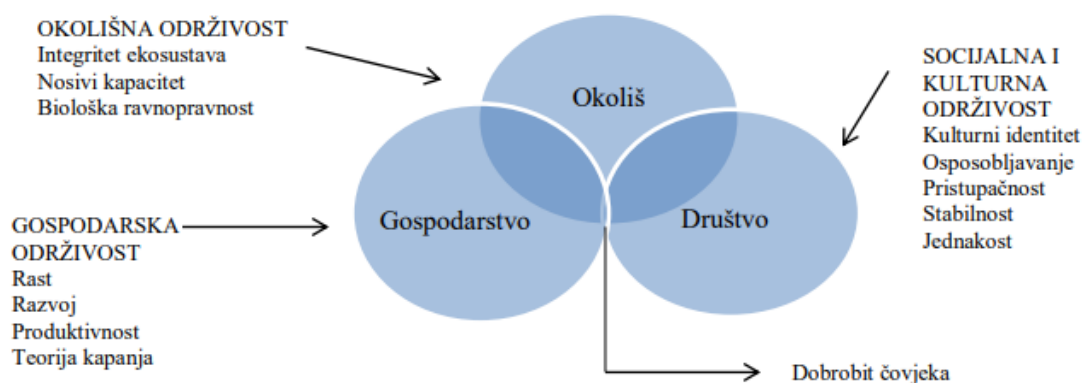 OKOLIŠNA ODRŽIVOST
Integritet ekosustava
Nosivi kapacitet
Biološka ravnopravnost
Okoliš
SOCIJALNA I
KULTURNA
ODRŽIVOST
Kulturni identitet
Osposobljavanje
Pristupačnost
Stabilnost
Jednakost
Gospodarstvo
Društvo
GOSPODARSKA
ODRŽIVOST
Rast
Razvoj
Produktivnost
Teorija kapanja
Dobrobit čovjeka